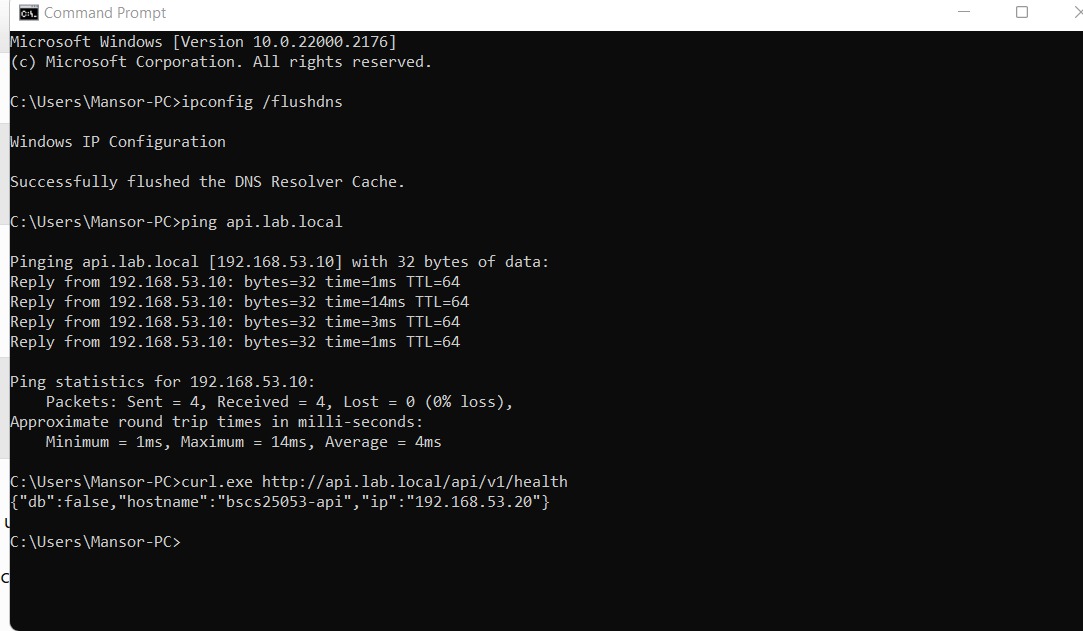 Command Prompt
Microsoft Windows [Version 10.0.22000.2176]
(c) Microsoft Corporation. All rights reserved.
C:\Users\Mansor-PC>ipconfig /flushdns
Windows IP Configuration
Successfully flushed the DNS Resolver Cache.
C:\Users\Mansor-PC>ping api.lab.local
Pinging api.lab.local [192.168.53.10] with 32 bytes of data:
Reply from 192.168.53.10: bytes=32 time=1ms TTL=64
Reply from 192.168.53.10: bytes=32 time=14ms TTL=64
Reply from 192.168.53.10: bytes=32 time=3ms TTL=64
Reply from 192.168.53.10: bytes=32 time=1ms TTL=64
Ping statistics for 192.168.53.10:
    Packets: Sent = 4, Received = 4, Lost = 0 (0% loss),
Approximate round trip times in milli-seconds:
    Minimum = 1ms, Maximum = 14ms, Average = 4ms
C:\Users\Mansor-PC>curl.exe http://api.lab.local/api/v1/health
{"db":false,"hostname":"bscs25053-api","ip":"192.168.53.20"}
C:\Users\Mansor-PC>